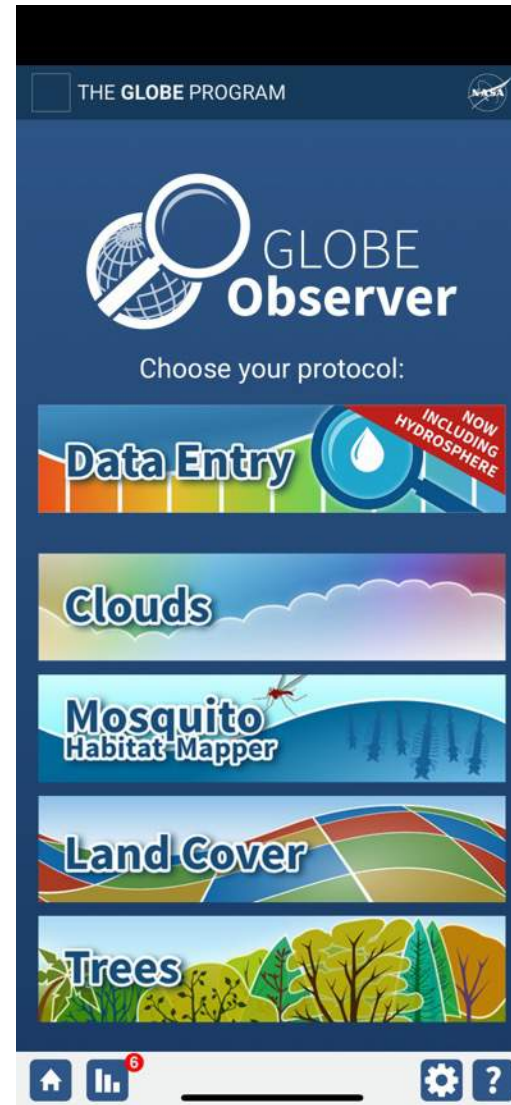 THE GLOBE PROGRAM
NASA
GLOBE
Observer
Choose your protocol:
Data Entry
NOW
INCLUDING
HYDROSPHERE
Clouds
Mosquito
Habitat Mapper
Land Cover
Trees
6
?